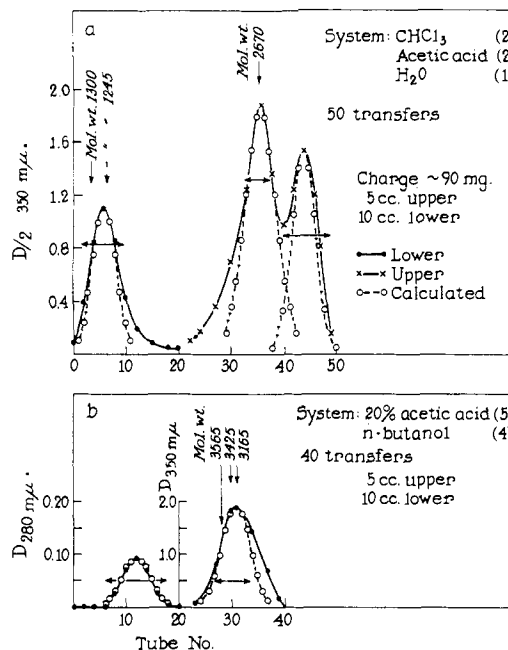 a
System: CHCl₃ (2
Acetic acid (2
H₂O (1
50 transfers
Charge ~90 mg.
5 cc. upper
10 cc. lower
Lower
Upper
Calculated
Mol. wt. 1300
1245
Mol. wt.
2670
D/2 350 mμ.
2.0
1.6
1.2
0.8
0.4
0
10
20
30
40
50
b
System: 20% acetic acid (5
n-butanol (4
40 transfers
5 cc. upper
10 cc. lower
Mol. wt.
3565
3425
3165
D 280 mμ.
0.20
0.10
D 350 mμ
2.0
1.0
0
10
20
30
40
Tube No.